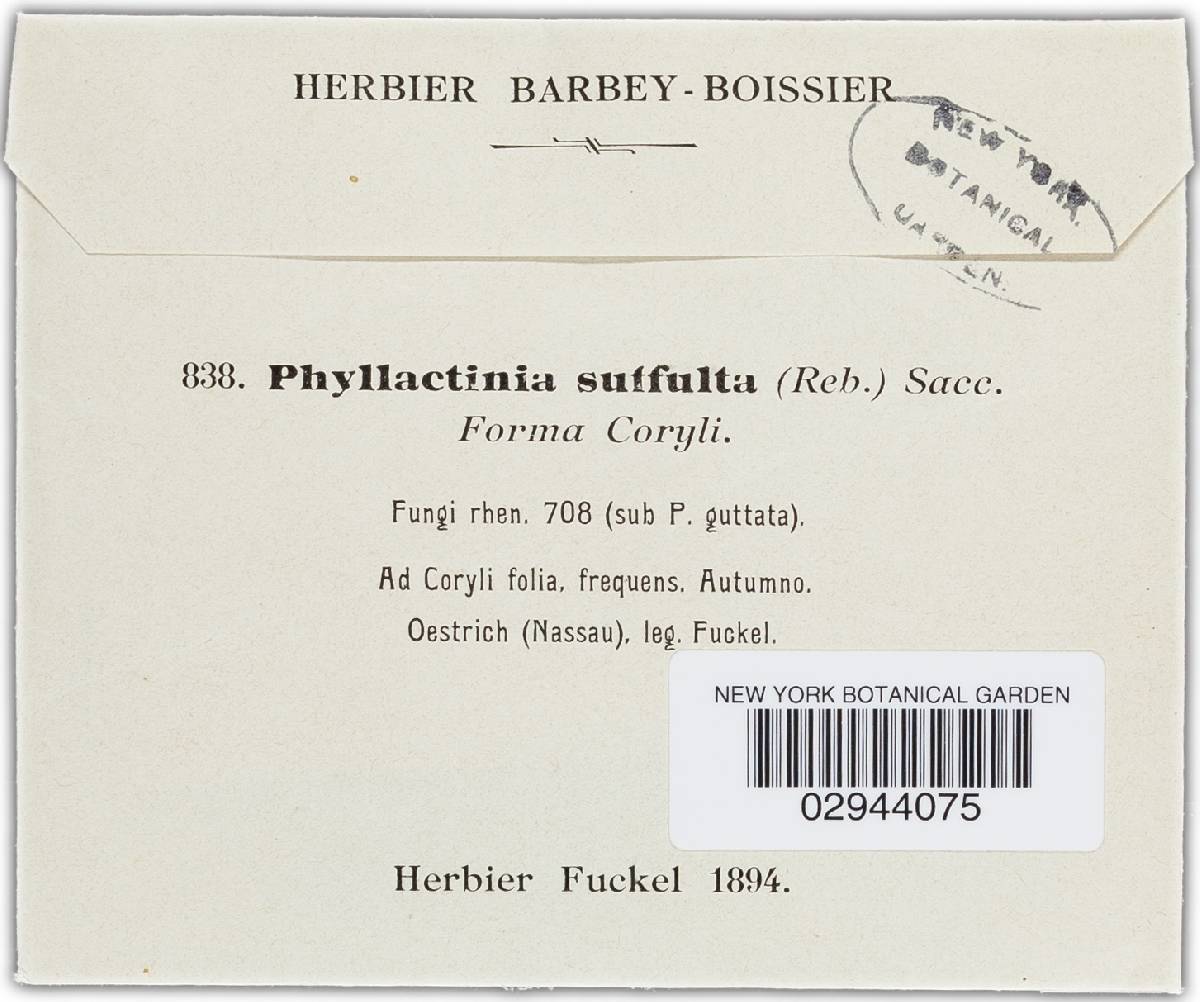 HERBIER BARBEY-BOISSIER
NEW YORK
BOTANICAL
GARDEN.
838. Phyllactinia suffulta (Reb.) Sacc.
Forma Coryli.
Fungi rhen. 708 (sub P. guttata).
Ad Coryli folia, frequens. Autumno.
Oestrich (Nassau), leg. Fuckel.
NEW YORK BOTANICAL GARDEN
02944075
Herbier Fuckel 1894.